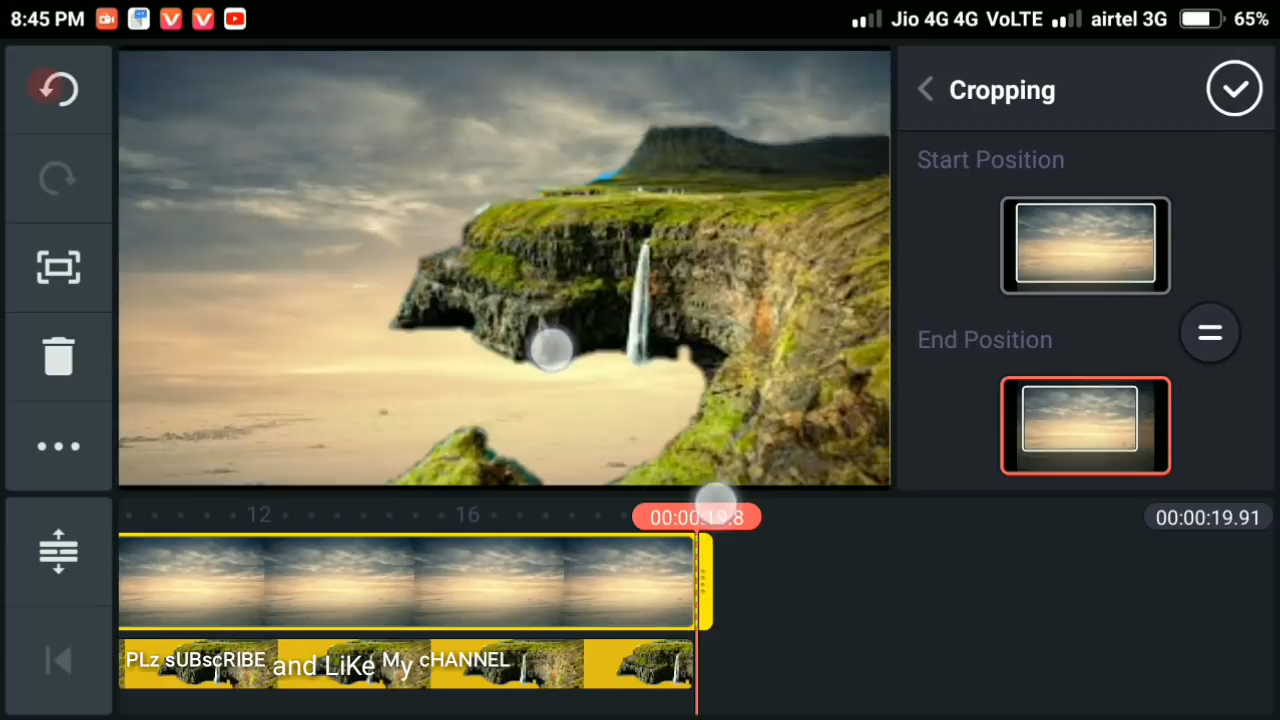 8:45 PM
Jio 4G 4G VoLTE
airtel 3G
65%
Cropping
Start Position
End Position
12
16
00:00:19.8
00:00:19.91
PLz sUBscRIBE and LiKe My cHANNEL